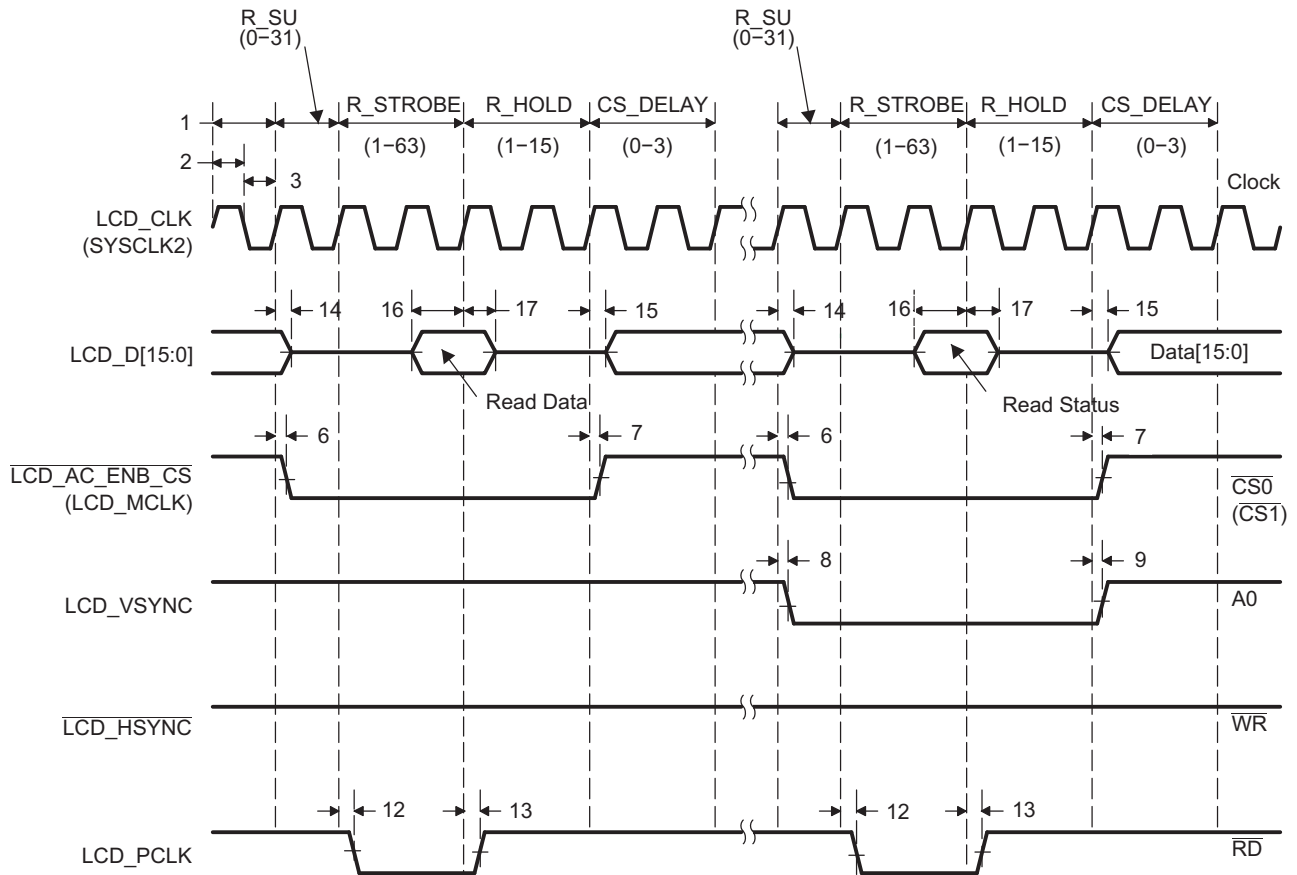 R_SU
(0−31)
R_SU
(0−31)
R_STROBE R_HOLD CS_DELAY
R_STROBE R_HOLD CS_DELAY
1
(1−63) (1−15) (0−3)
(1−63) (1−15) (0−3)
2
3
Clock
LCD_CLK
(SYSCLK2)
14 16 17 15
14 16 17 15
LCD_D[15:0]
Data[15:0]
Read Data
Read Status
6 7
6 7
LCD_AC_ENB_CS
(LCD_MCLK)
CS0
(CS1)
8 9
LCD_VSYNC
A0
LCD_HSYNC
WR
12 13
12 13
LCD_PCLK
RD